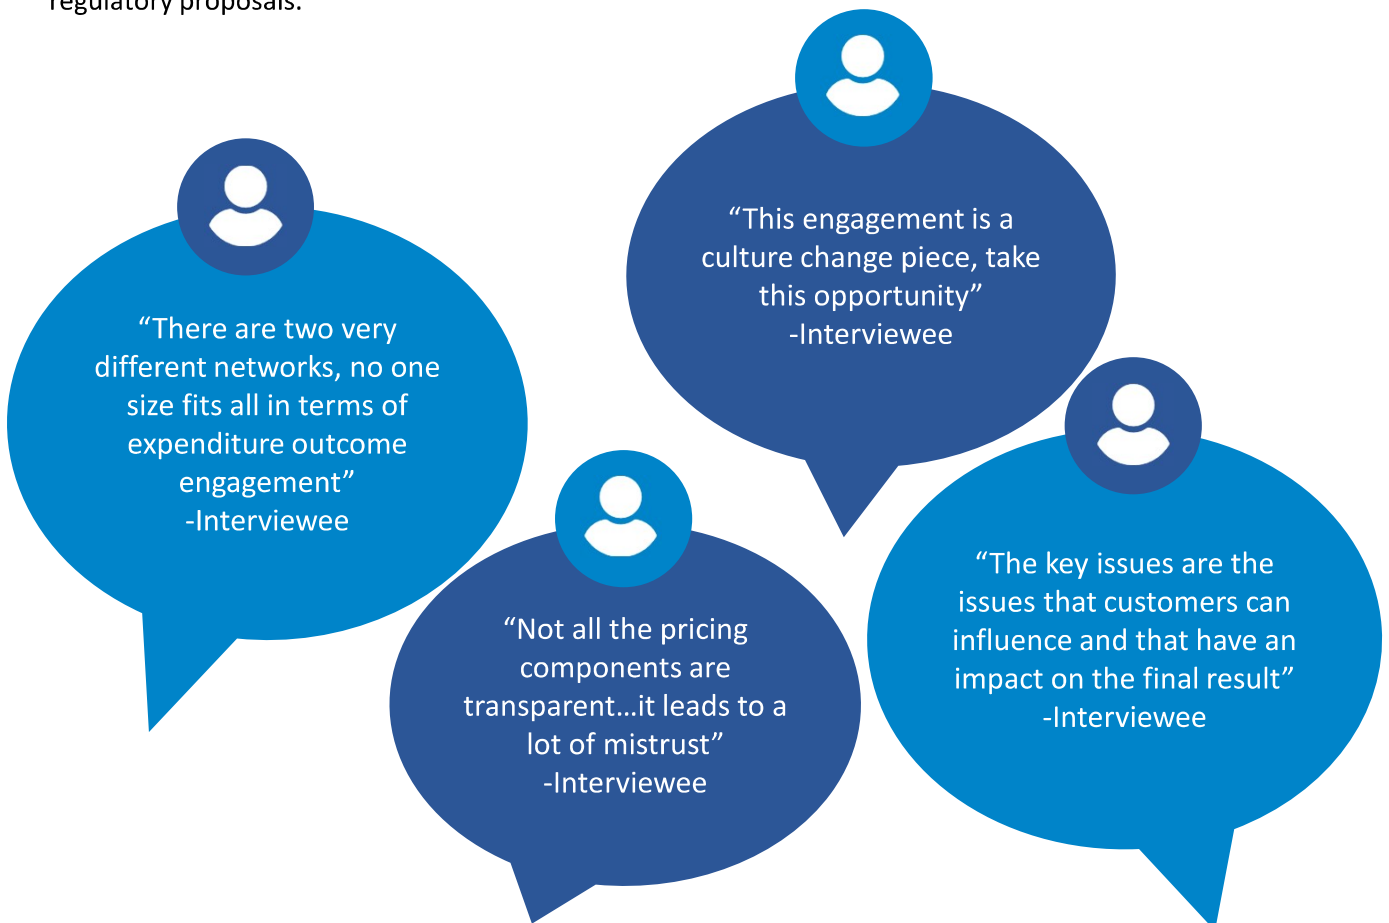 regulatory proposals.
“This engagement is a
culture change piece, take
this opportunity”
-Interviewee
“There are two very
different networks, no one
size fits all in terms of
expenditure outcome
engagement”
-Interviewee
“The key issues are the
issues that customers can
influence and that have an
impact on the final result”
-Interviewee
“Not all the pricing
components are
transparent...it leads to a
lot of mistrust”
-Interviewee